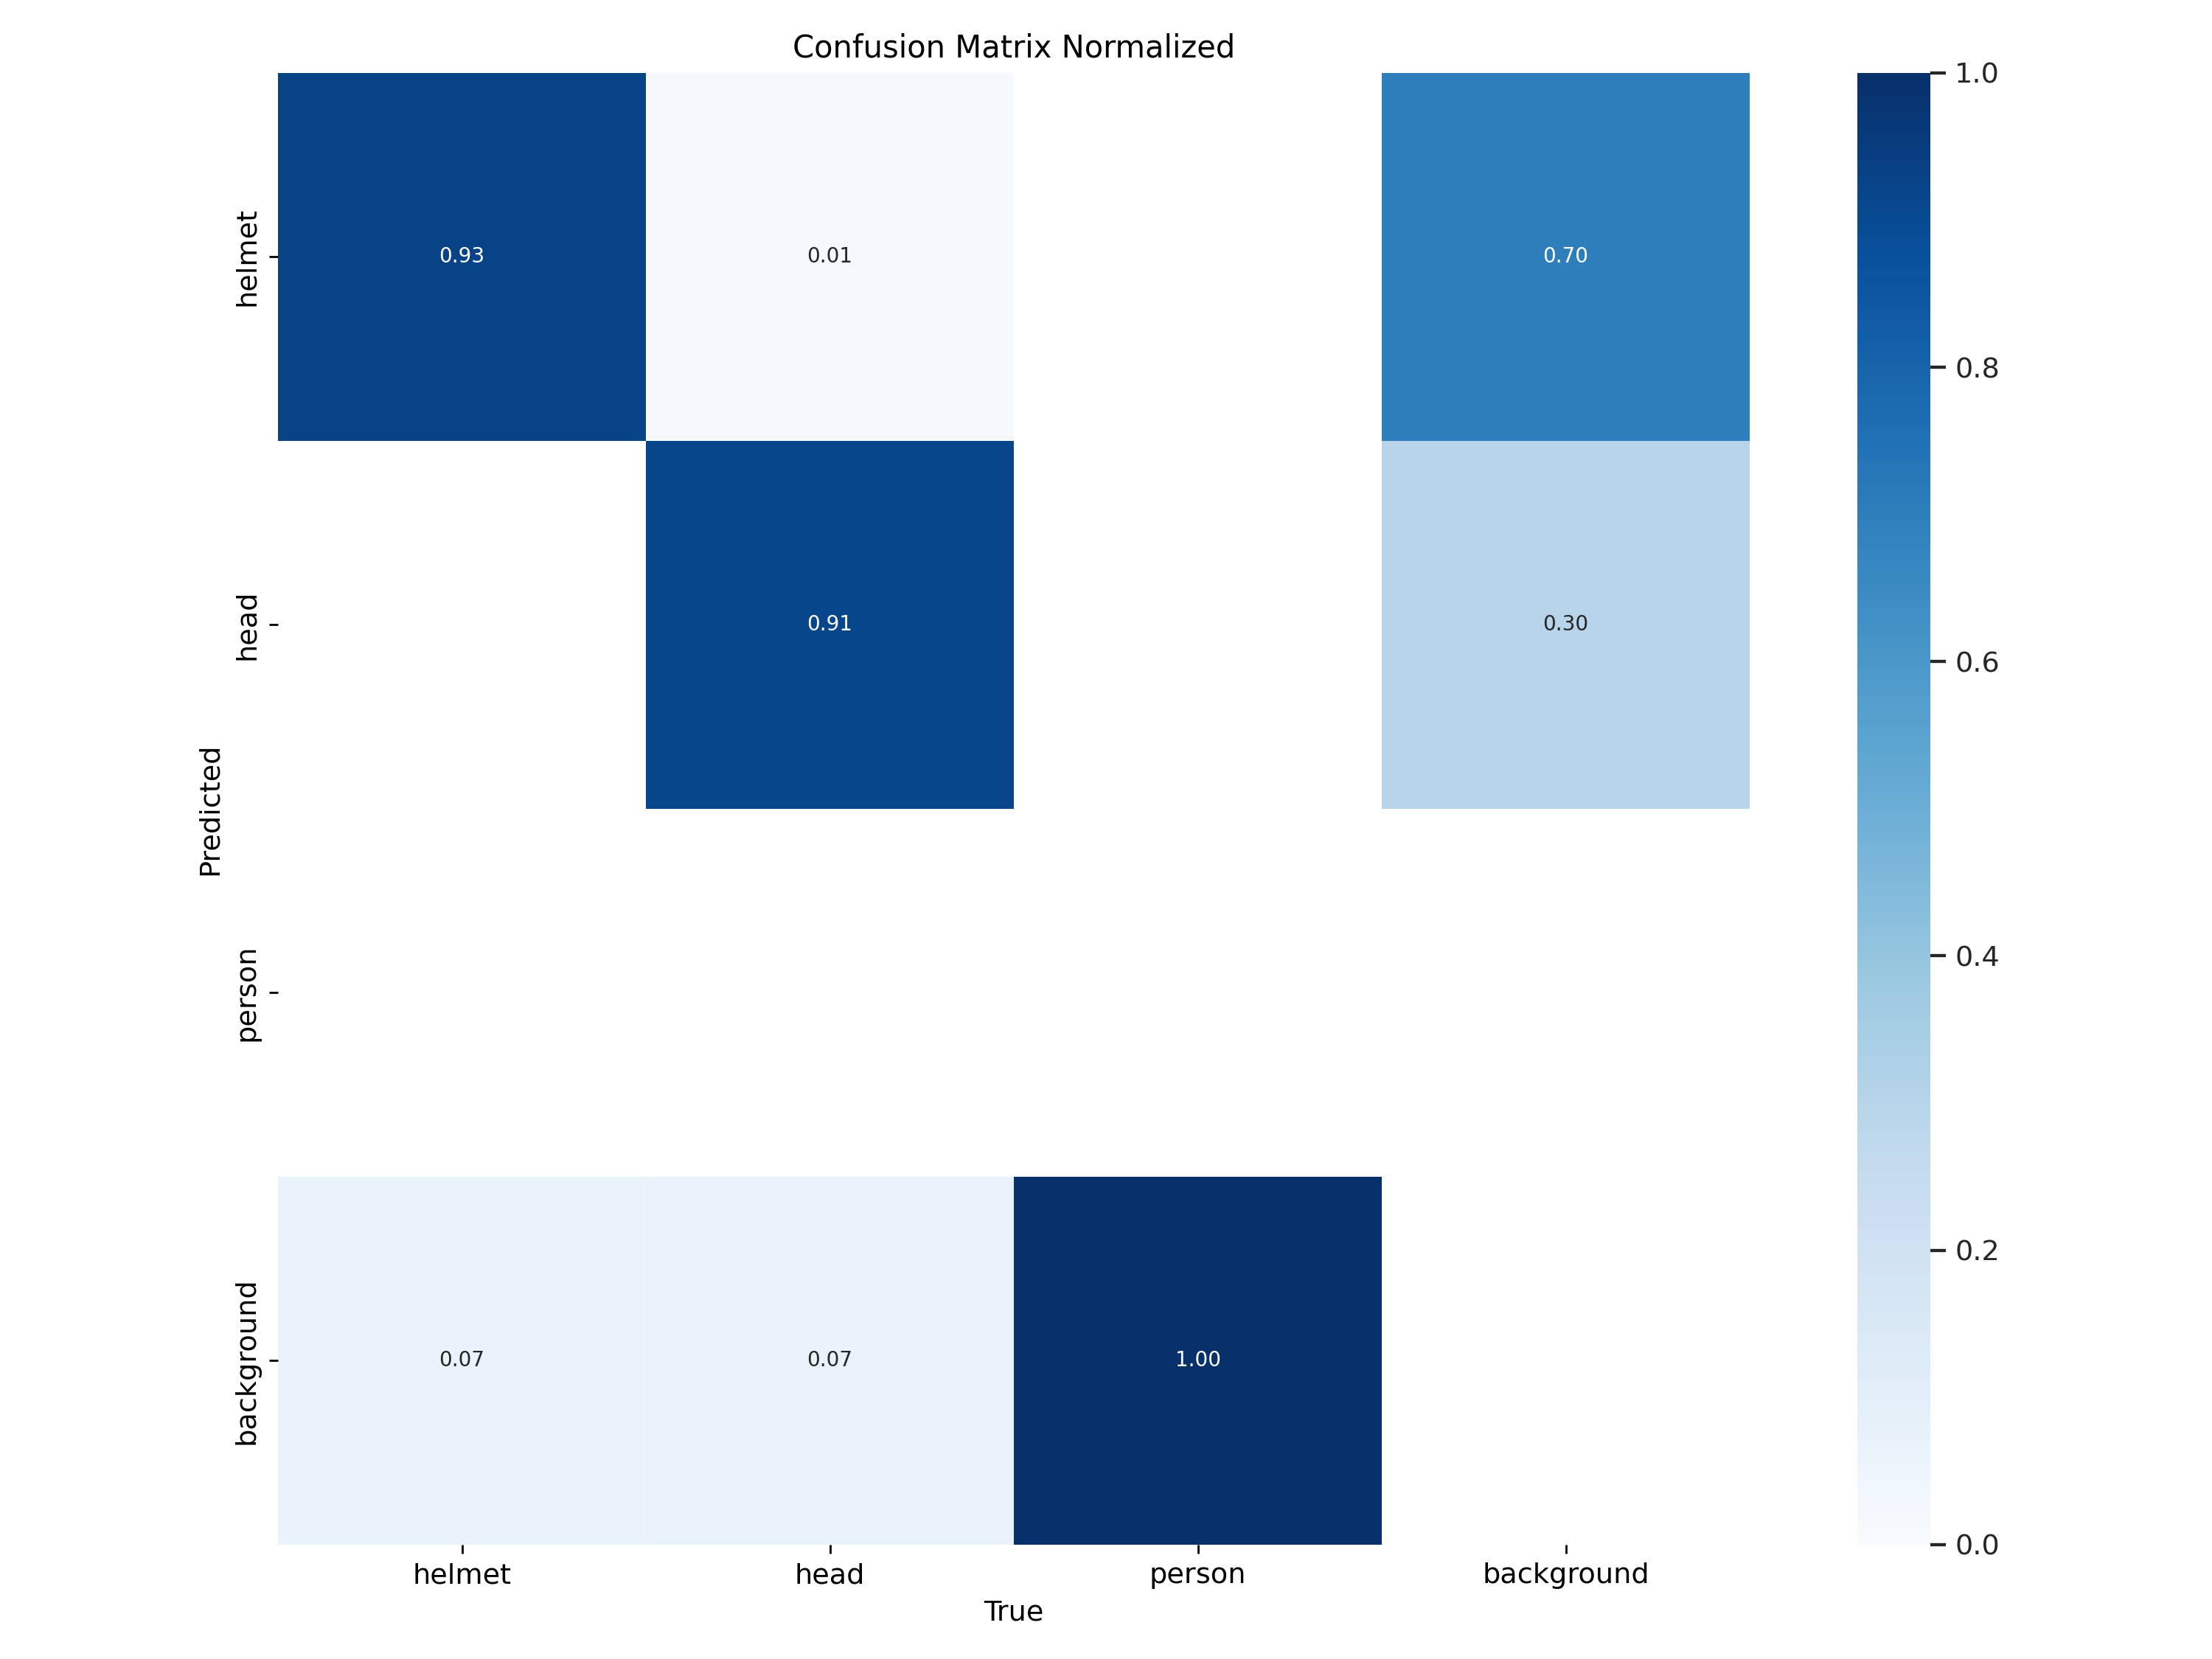 Confusion Matrix Normalized
1.0
helmet
0.93
0.01
0.70
0.8
head
0.91
0.30
0.6
Predicted
person
0.4
background
0.07
0.07
1.00
0.2
0.0
helmet
head
person
background
True